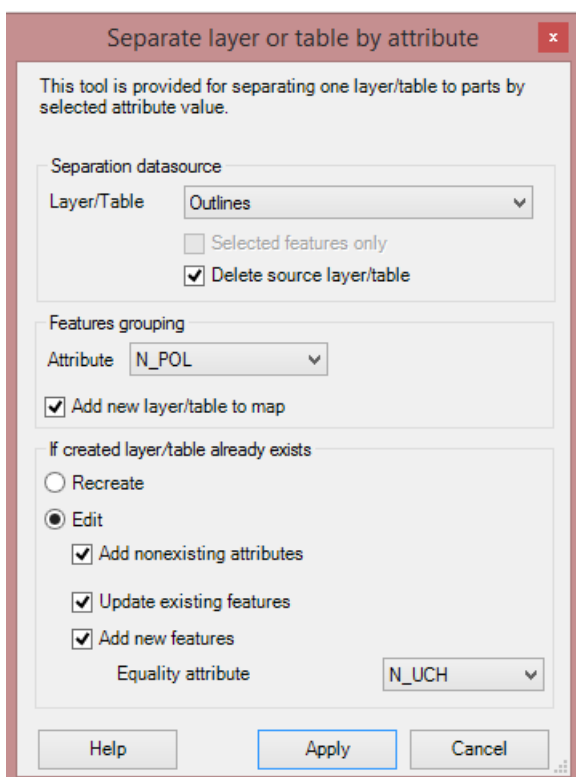 Separate layer or table by attribute
x
This tool is provided for separating one layer/table to parts by
selected attribute value.
Separation datasource
Layer/Table Outlines
Selected features only
Delete source layer/table
Features grouping
Attribute N_POL
Add new layer/table to map
If created layer/table already exists
Recreate
Edit
Add nonexisting attributes
Update existing features
Add new features
Equality attribute N_UCH
Help Apply Cancel